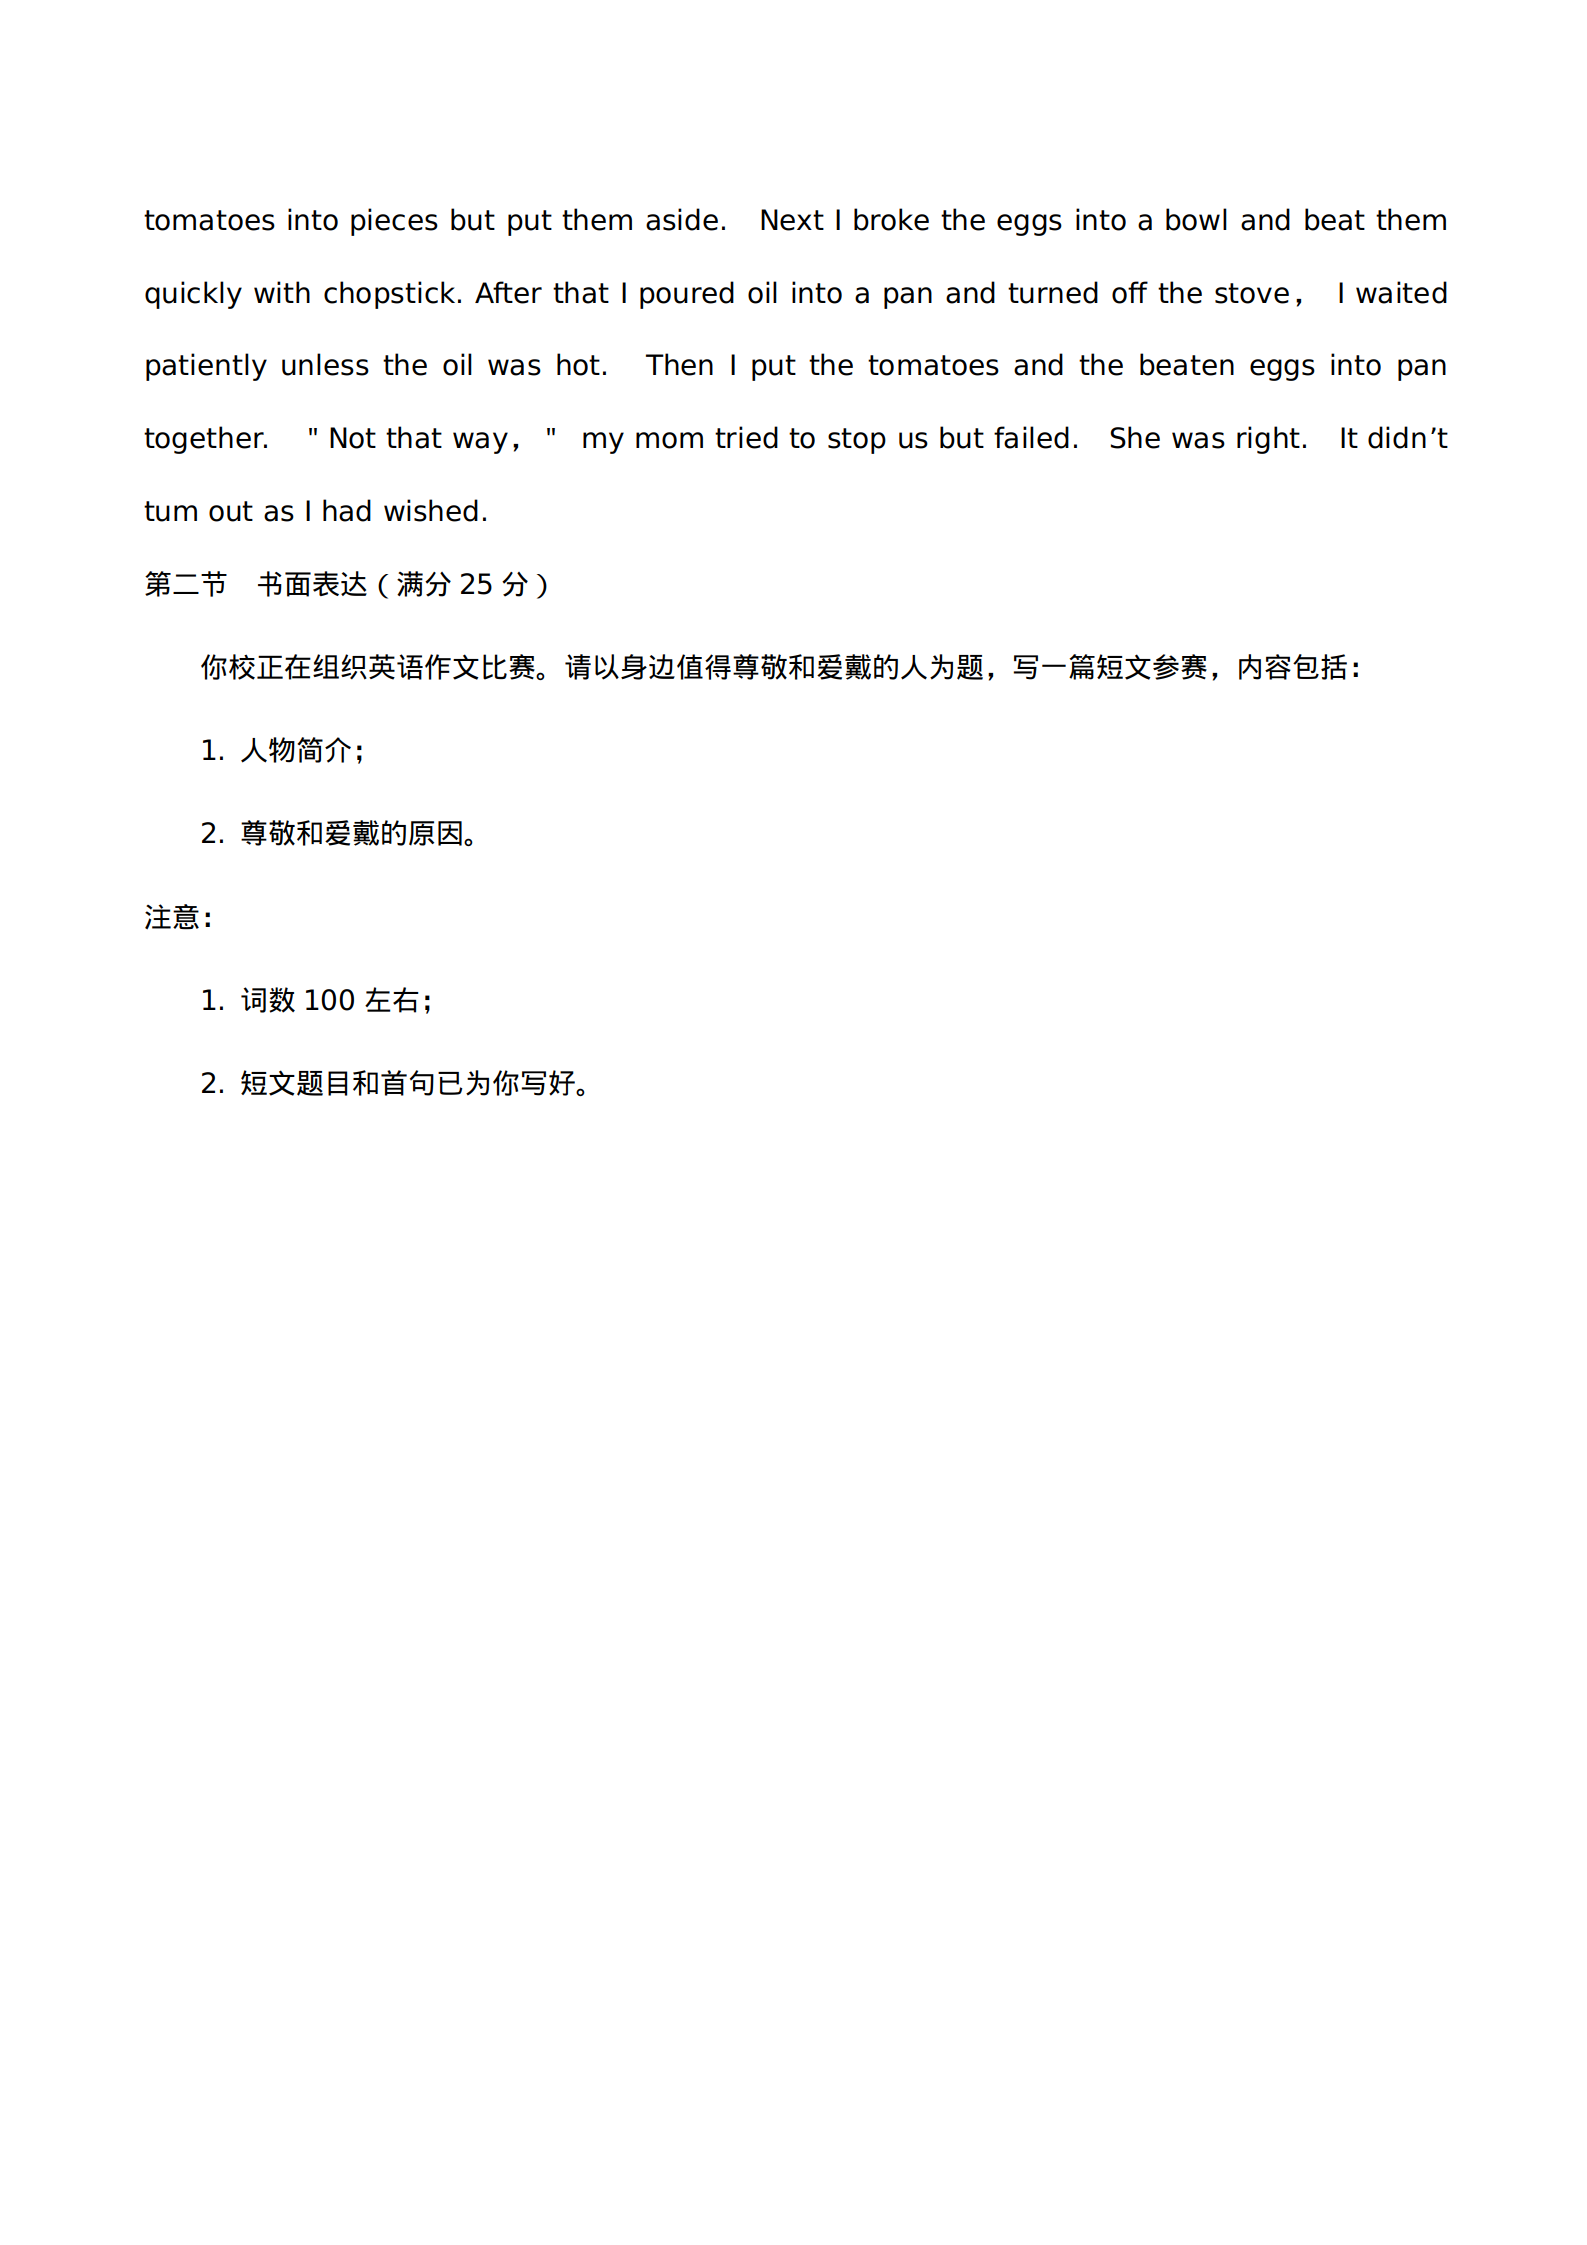 tomatoes into pieces but put them aside. Next I broke the eggs into a bowl and beat them
quickly with chopstick. After that I poured oil into a pan and turned off the stove， I waited
patiently unless the oil was hot. Then I put the tomatoes and the beaten eggs into pan
together. " Not that way， " my mom tried to stop us but failed. She was right. It didn’t
tum out as I had wished.
第二节 书面表达（满分 25 分）
你校正在组织英语作文比赛。请以身边值得尊敬和爱戴的人为题，写一篇短文参赛，内容包括：
1. 人物简介；
2. 尊敬和爱戴的原因。
注意：
1. 词数 100 左右；
2. 短文题目和首句已为你写好。